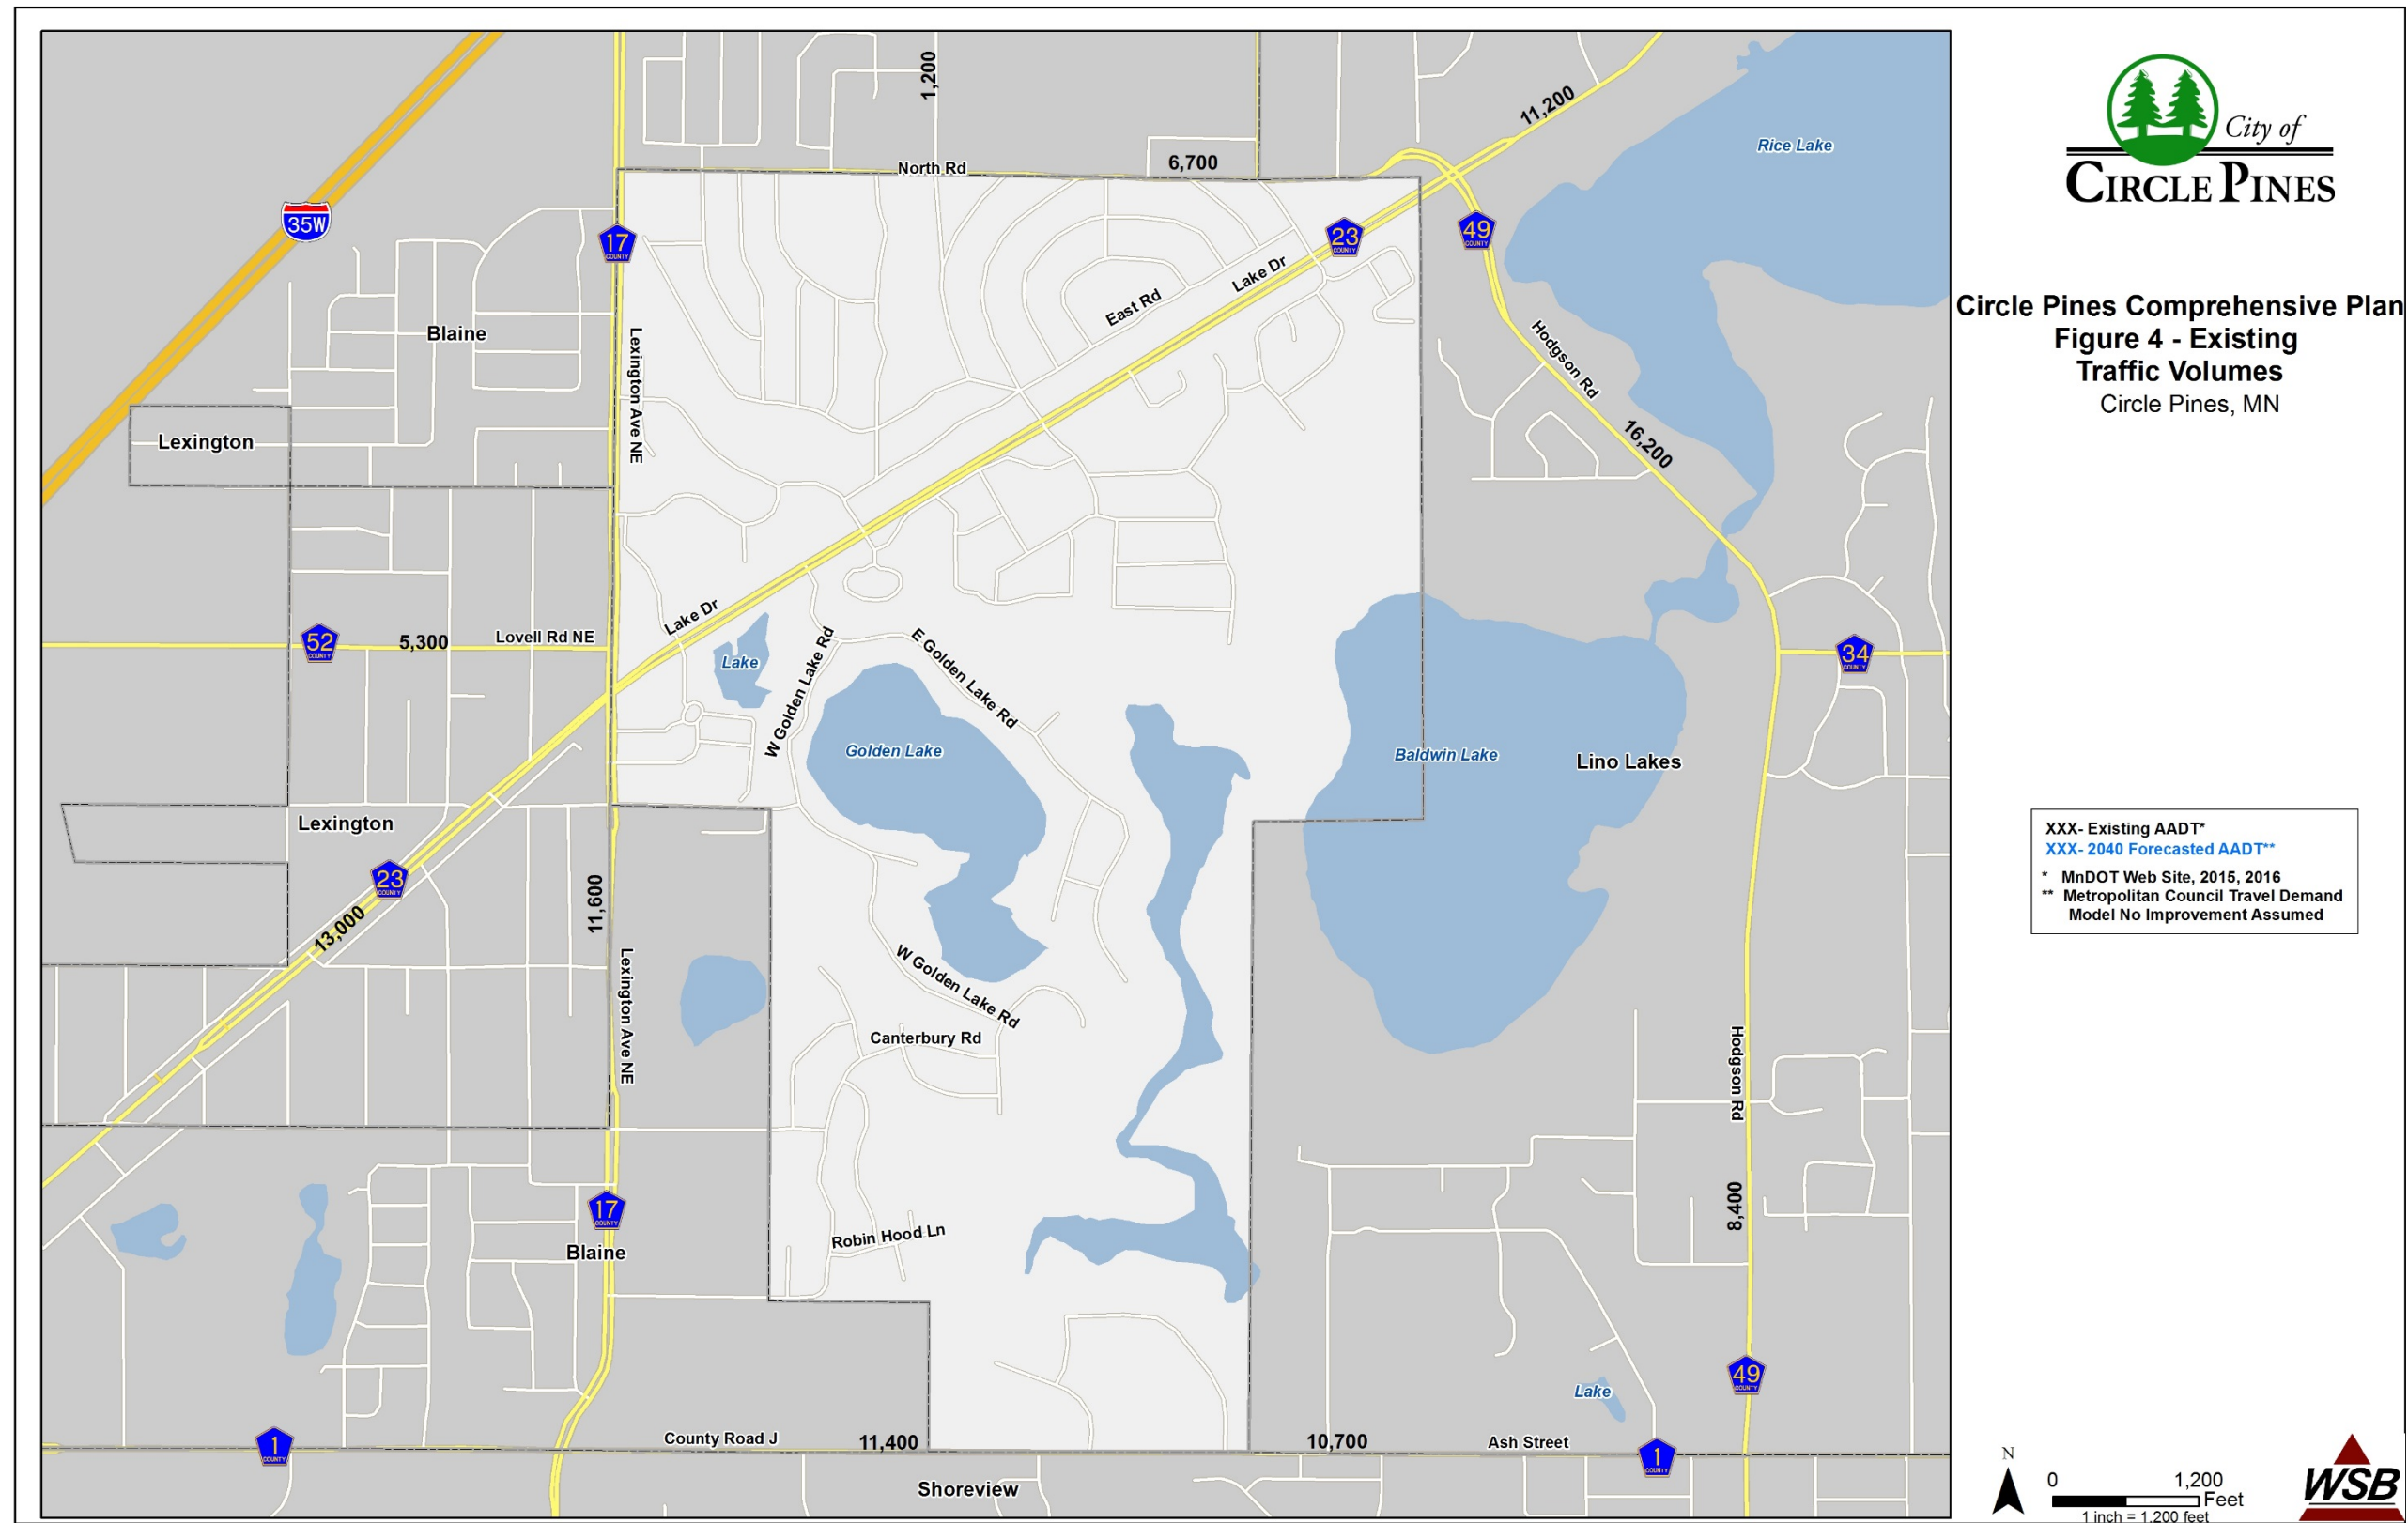 City of
CIRCLE PINES
Circle Pines Comprehensive Plan
Figure 4 - Existing
Traffic Volumes
Circle Pines, MN
1,200
11,200
Rice Lake
North Rd
6,700
35W
17
COUNTY
23
COUNTY
49
COUNTY
Lake Dr
East Rd
Blaine
Lexington Ave NE
Hodgson Rd
Lexington
16,200
Lake Dr
52
COUNTY
5,300
Lovell Rd NE
Lake
W Golden Lake Rd
E Golden Lake Rd
34
COUNTY
Golden Lake
Baldwin Lake
Lino Lakes
Lexington
23
COUNTY
13,000
11,600
XXX- Existing AADT*
XXX- 2040 Forecasted AADT**
* MnDOT Web Site, 2015, 2016
** Metropolitan Council Travel Demand
Model No Improvement Assumed
Lexington Ave NE
W Golden Lake Rd
Canterbury Rd
Hodgson Rd
17
COUNTY
8,400
Robin Hood Ln
Blaine
49
COUNTY
Lake
1
COUNTY
County Road J
11,400
10,700
Ash Street
1
COUNTY
Shoreview
N
0 1,200
Feet
1 inch = 1,200 feet
WSB